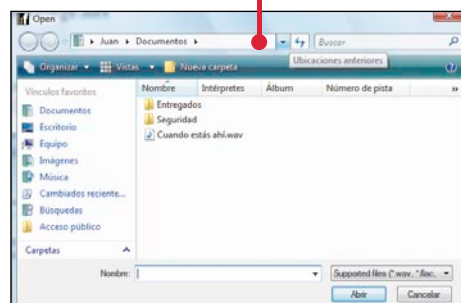 Open
Juan Documentos
Buscar
Organizar Vistas Nueva carpeta
Ubicaciones anteriores
Vínculos favoritos
Nombre Intérpretes Álbum Número de pista
Documentos
Escritorio
Equipo
Imágenes
Música
Cambiados reciente...
Búsquedas
Acceso público
Entregados
Seguridad
Cuando estás ahí.wav
Carpetas
Nombre:
Supported files (*.wav, *.flac,
Abrir Cancelar